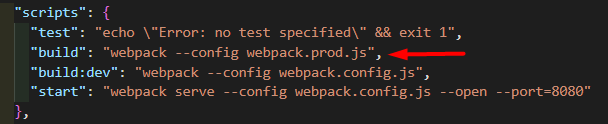 "scripts": {
"test": "echo \"Error: no test specified\" && exit 1",
"build": "webpack --config webpack.prod.js",
"build:dev": "webpack --config webpack.config.js",
"start": "webpack serve --config webpack.config.js --open --port=8080"
},